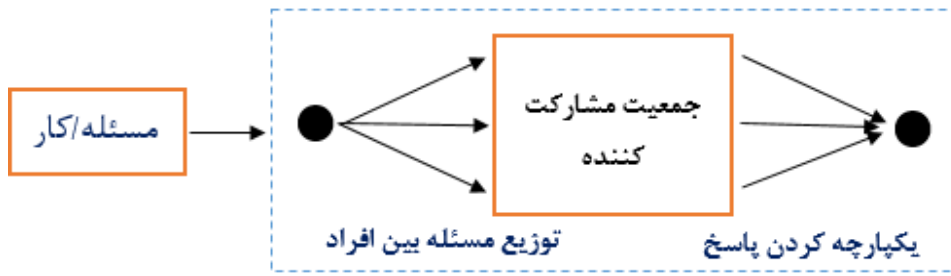 مسئله/کار
جمعیت مشارکت
کننده
توزیع مسئله بین افراد
یکپارچه کردن پاسخ